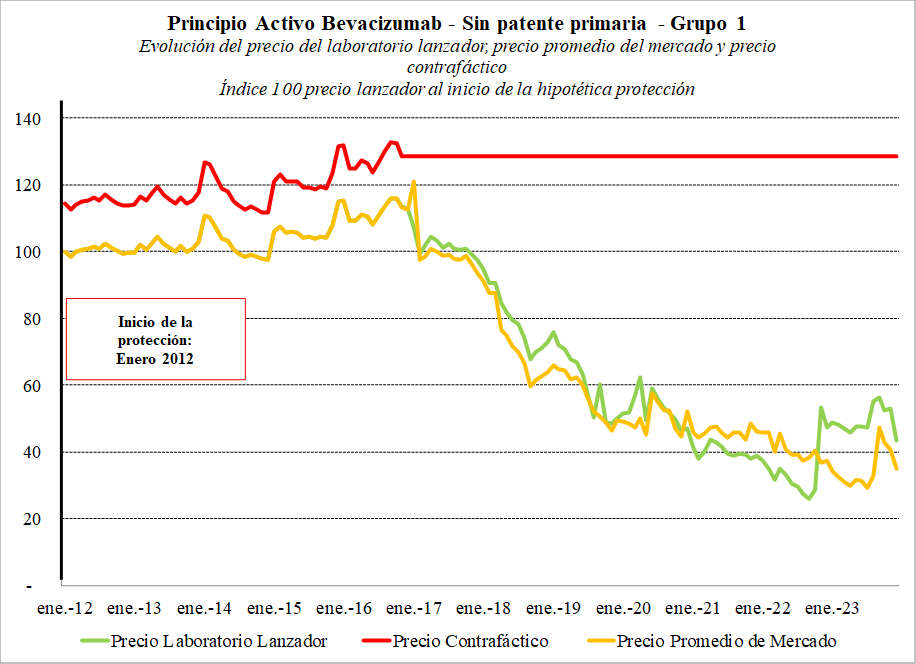 Principio Activo Bevacizumab - Sin patente primaria - Grupo 1
Evolución del precio del laboratorio lanzador, precio promedio del mercado y precio
contrafáctico
Índice 100 precio lanzador al inicio de la hipotética protección
140
120
100
80
60
40
20
-
Inicio de la
protección:
Enero 2012
ene.-12 ene.-13 ene.-14 ene.-15 ene.-16 ene.-17 ene.-18 ene.-19 ene.-20 ene.-21 ene.-22 ene.-23
Precio Laboratorio Lanzador Precio Contrafáctico Precio Promedio de Mercado